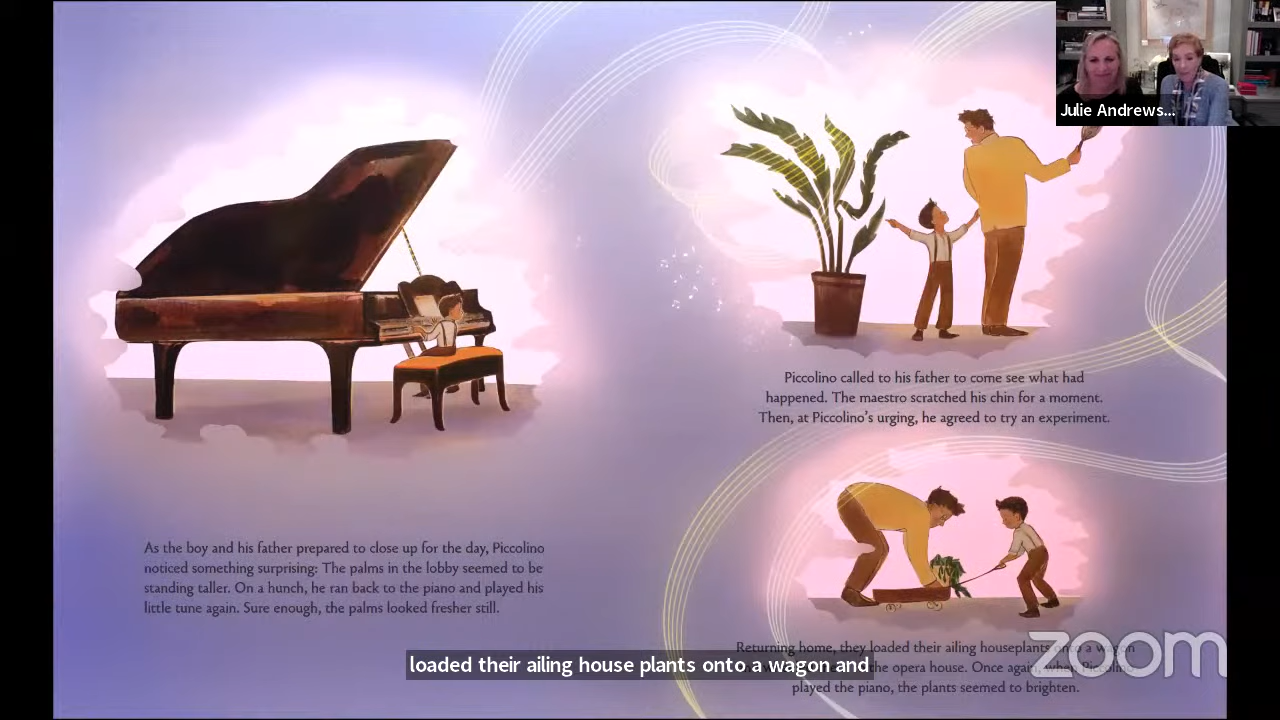 Julie Andrews...
As the boy and his father prepared to close up for the day, Piccolino
noticed something surprising: The palms in the lobby seemed to be
standing taller. On a hunch, he ran back to the piano and played his
little tune again. Sure enough, the palms looked fresher still.
Piccolino called to his father to come see what had
happened. The maestro scratched his chin for a moment.
Then, at Piccolino's urging, he agreed to try an experiment.
Returning home, they loaded their ailing houseplants onto a wagon
the opera house. Once again, when Piccolino
played the piano, the plants seemed to brighten.
loaded their ailing house plants onto a wagon and
zoom